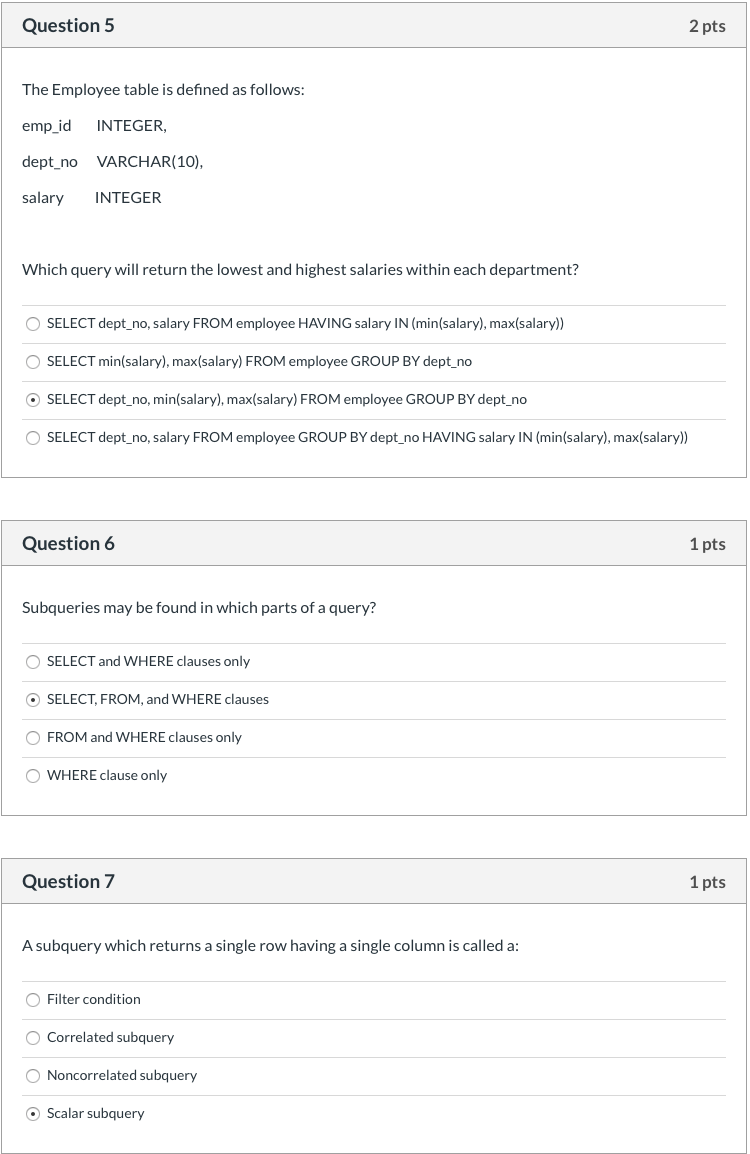 Question 5 2 pts
The Employee table is defined as follows:
emp_id INTEGER,
dept_no VARCHAR(10),
salary INTEGER
Which query will return the lowest and highest salaries within each department?
SELECT dept_no, salary FROM employee HAVING salary IN (min(salary), max(salary))
SELECT min(salary), max(salary) FROM employee GROUP BY dept_no
SELECT dept_no, min(salary), max(salary) FROM employee GROUP BY dept_no
SELECT dept_no, salary FROM employee GROUP BY dept_no HAVING salary IN (min(salary), max(salary))
Question 6 1 pts
Subqueries may be found in which parts of a query?
SELECT and WHERE clauses only
SELECT, FROM, and WHERE clauses
FROM and WHERE clauses only
WHERE clause only
Question 7 1 pts
A subquery which returns a single row having a single column is called a:
Filter condition
Correlated subquery
Noncorrelated subquery
Scalar subquery